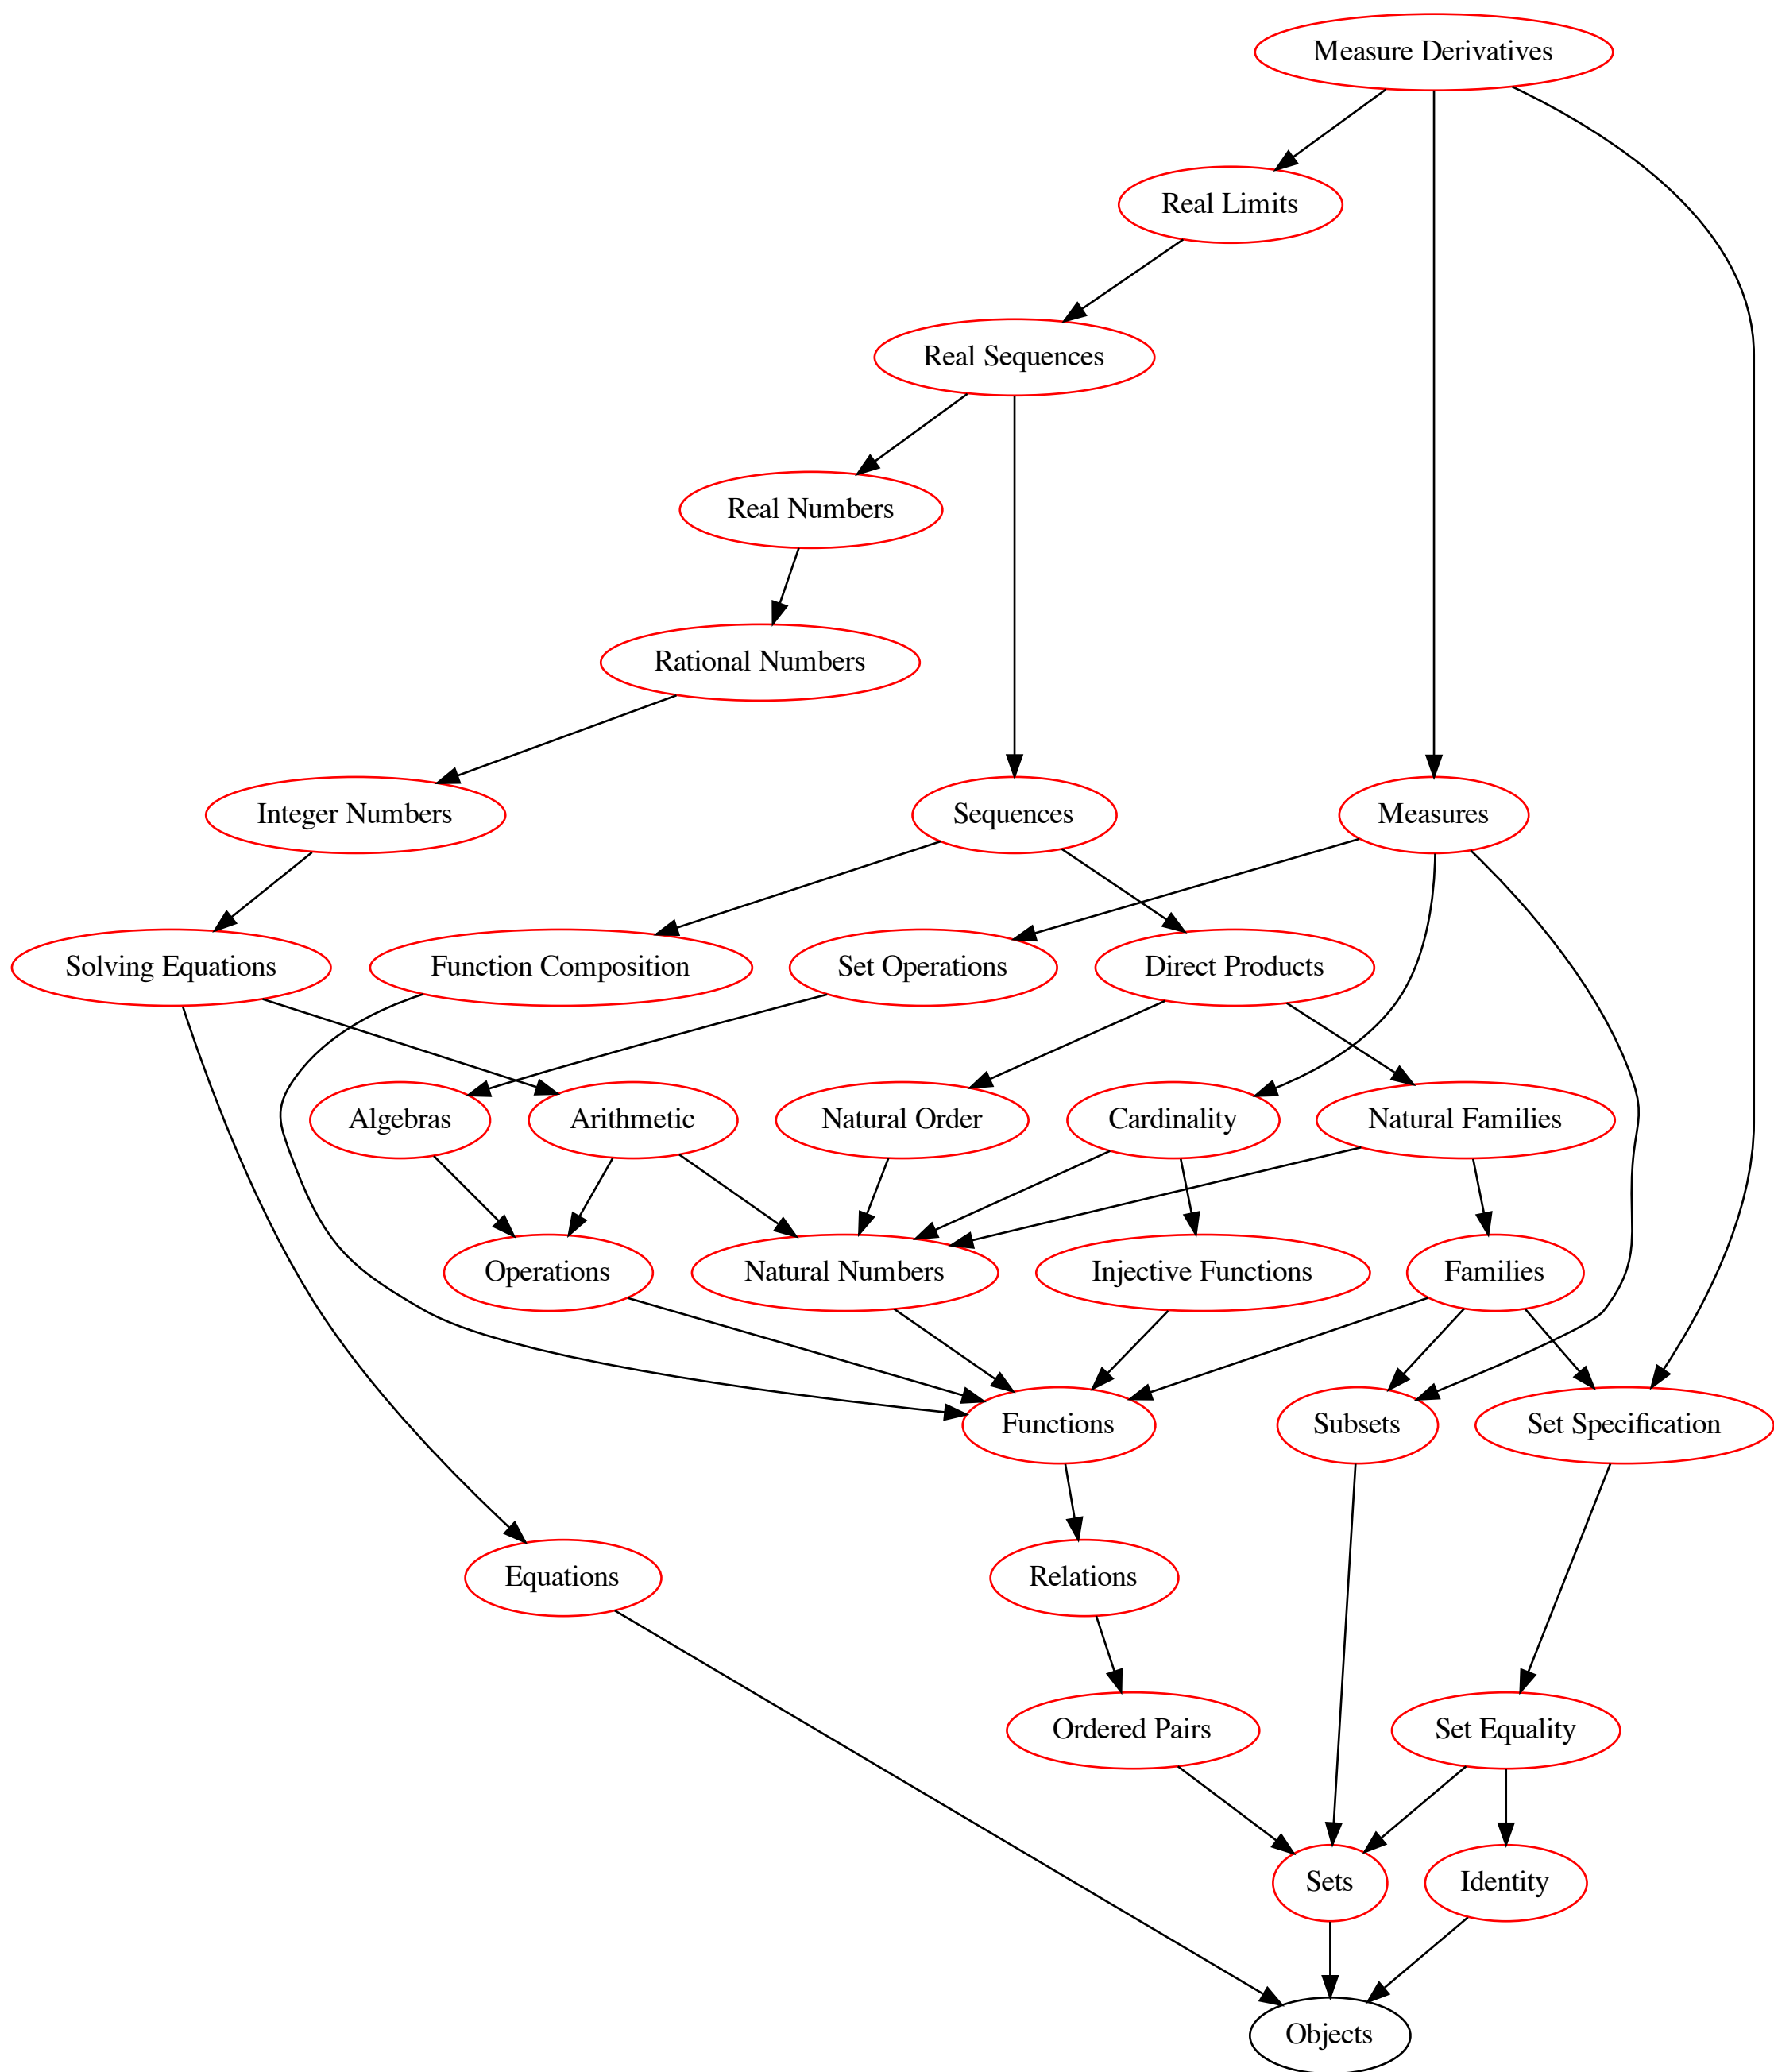 Measure Derivatives
Real Limits
Real Sequences
Real Numbers
Rational Numbers
Integer Numbers
Sequences
Measures
Solving Equations
Function Composition
Set Operations
Direct Products
Algebras
Arithmetic
Natural Order
Cardinality
Natural Families
Operations
Natural Numbers
Injective Functions
Families
Functions
Subsets
Set Specification
Equations
Relations
Ordered Pairs
Set Equality
Sets
Identity
Objects